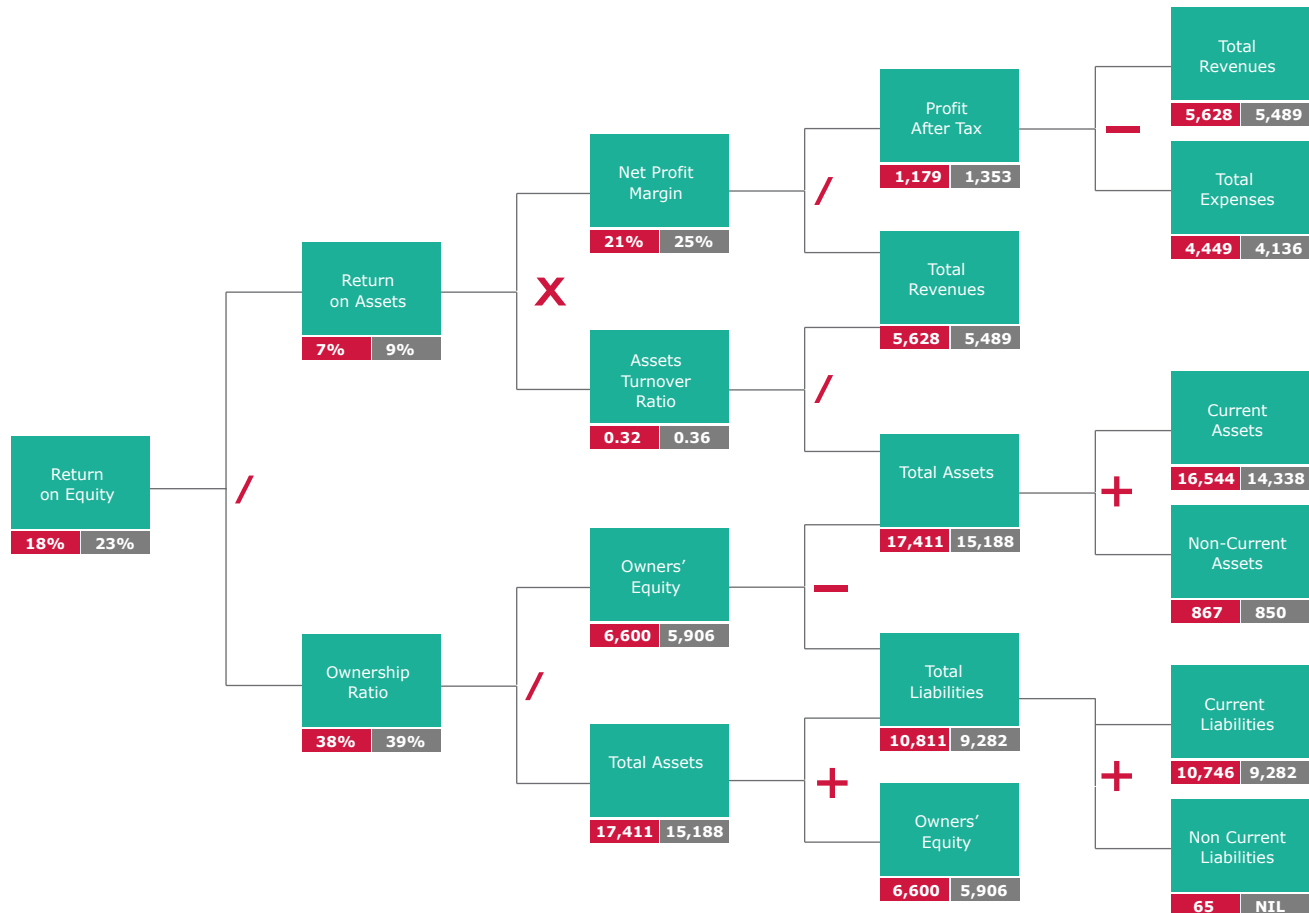 Total
Revenues
5,628 5,489
Total
Expenses
4,449 4,136
Profit
After Tax
1,179 1,353
Net Profit
Margin
21% 25%
Total
Revenues
5,628 5,489
Return
on Assets
7% 9%
Assets
Turnover
Ratio
0.32 0.36
Current
Assets
16,544 14,338
Total Assets
17,411 15,188
Return
on Equity
18% 23%
Non-Current
Assets
867 850
Owners’
Equity
6,600 5,906
Ownership
Ratio
38% 39%
Total
Liabilities
10,811 9,282
Current
Liabilities
10,746 9,282
Total Assets
17,411 15,188
Owners’
Equity
6,600 5,906
Non Current
Liabilities
65 NIL
–
/
x
/
/
/
+
–
/
+
+